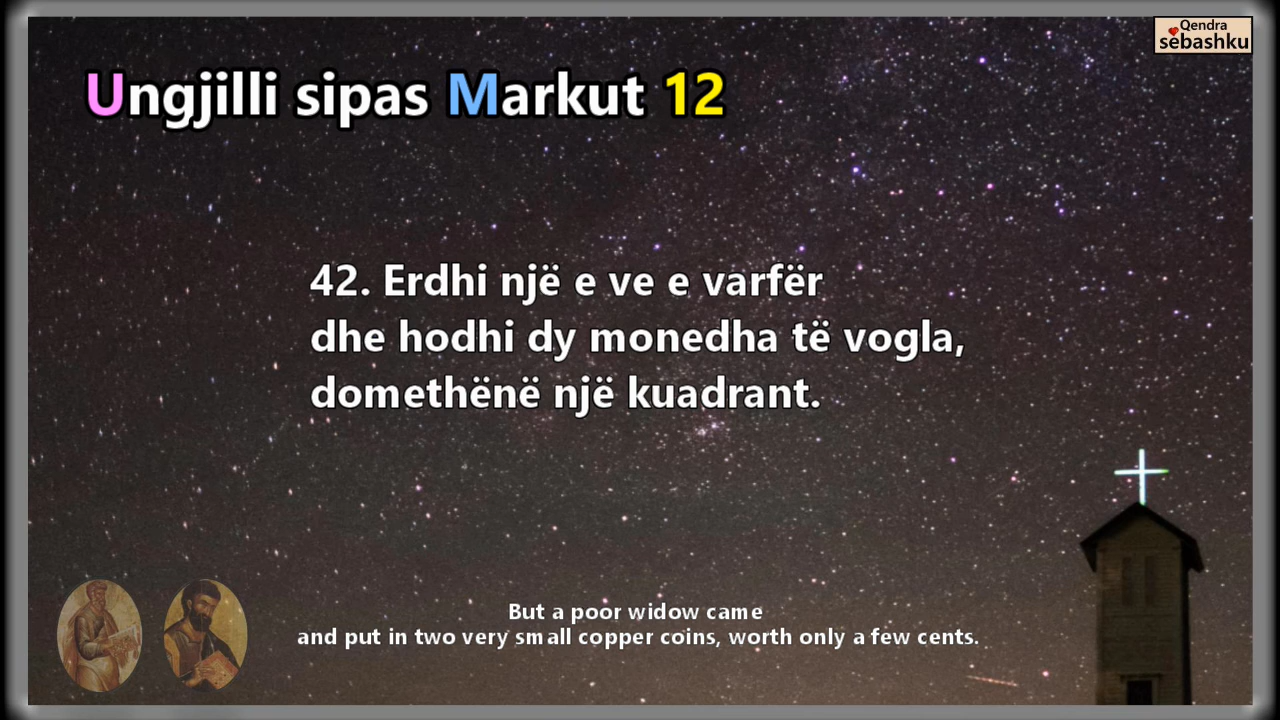 Qendra
sëbashku
Ungjilli sipas Markut 12
42. Erdhi një e ve e varfër
dhe hodhi dy monedha të vogla,
domethënë një kuadrant.
But a poor widow came
and put in two very small copper coins, worth only a few cents.